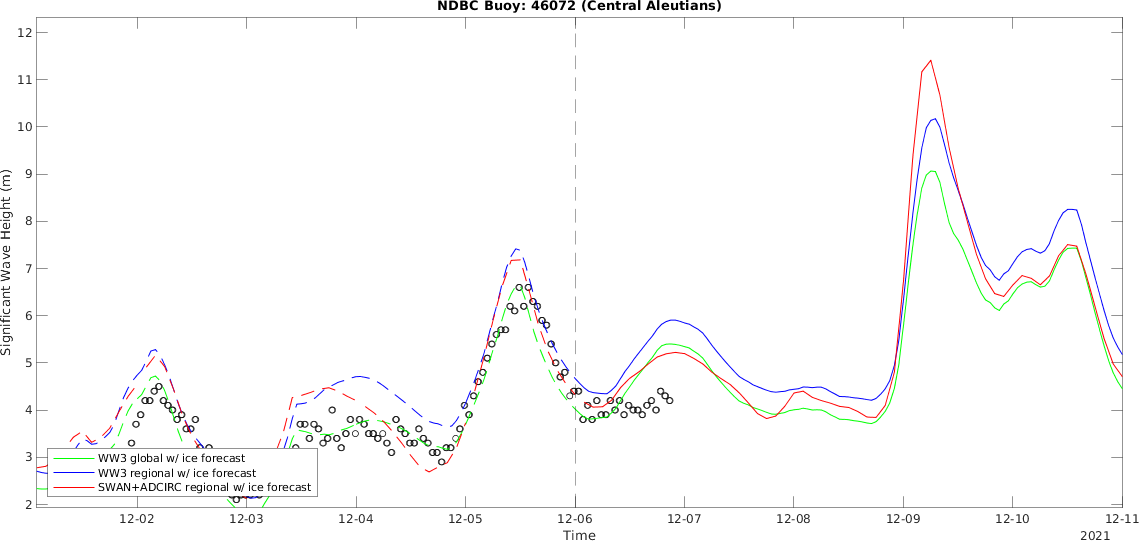 NDBC Buoy: 46072 (Central Aleutians)
12
11
10
9
8
7
6
5
4
3
2
Significant Wave Height (m)
WW3 global w/ ice forecast
WW3 regional w/ ice forecast
SWAN+ADCIRC regional w/ ice forecast
12-02 12-03 12-04 12-05 12-06 12-07 12-08 12-09 12-10 12-11
Time
2021